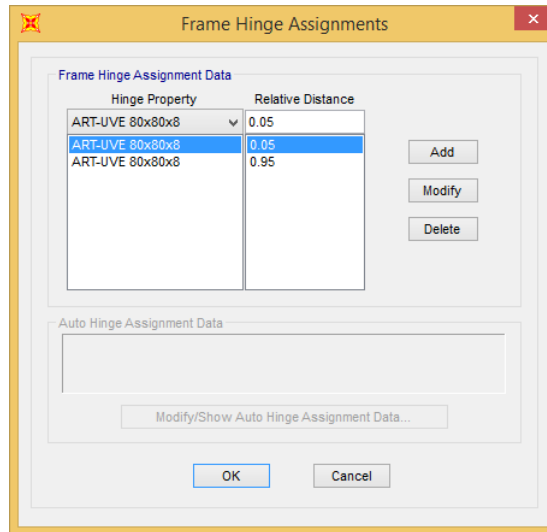 Frame Hinge Assignments
x
Frame Hinge Assignment Data
Hinge Property Relative Distance
ART-UVE 80x80x8 0.05
ART-UVE 80x80x8 0.05
ART-UVE 80x80x8 0.95
Add
Modify
Delete
Auto Hinge Assignment Data
Modify/Show Auto Hinge Assignment Data...
OK Cancel